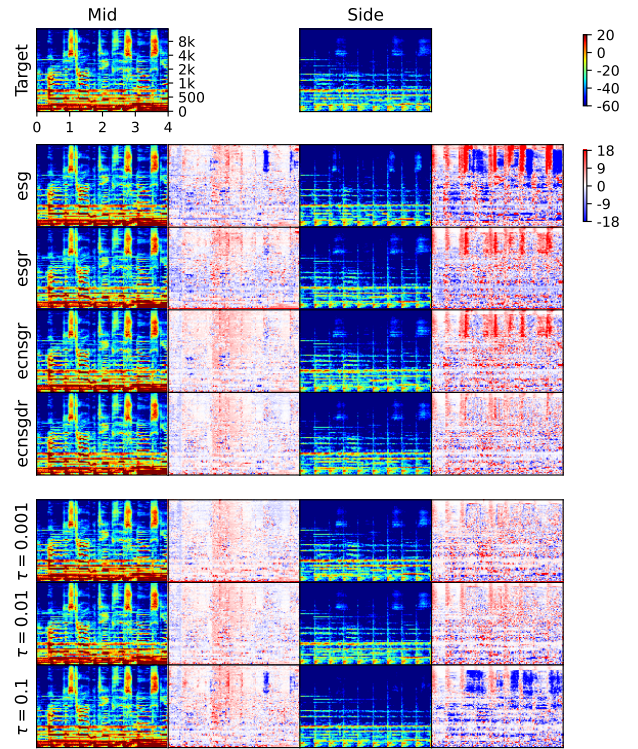 Mid
Side
Target
8k
4k
2k
1k
500
0
0 1 2 3 4
20
0
−20
−40
−60
esg
18
9
0
−9
−18
esgr
ecnsgr
ecnsgdr
τ = 0.001
τ = 0.01
τ = 0.1